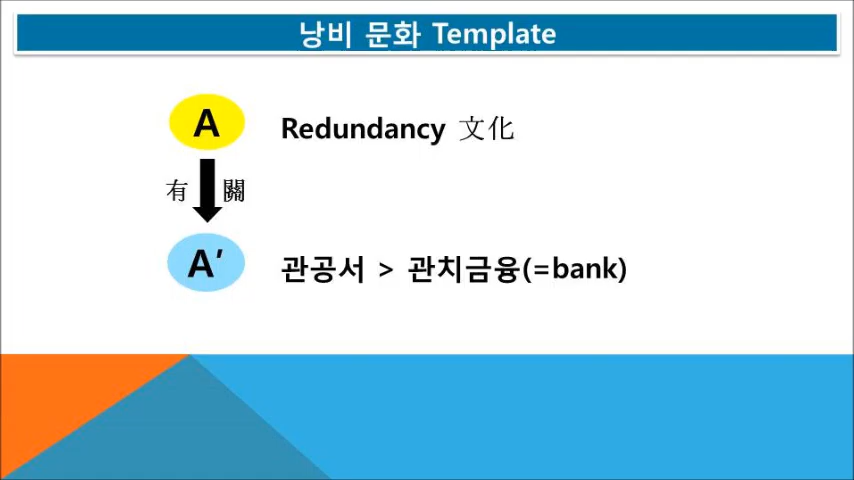 낭비 문화 Template
A
Redundancy 文化
有 關
A′
관공서 > 관치금융(=bank)